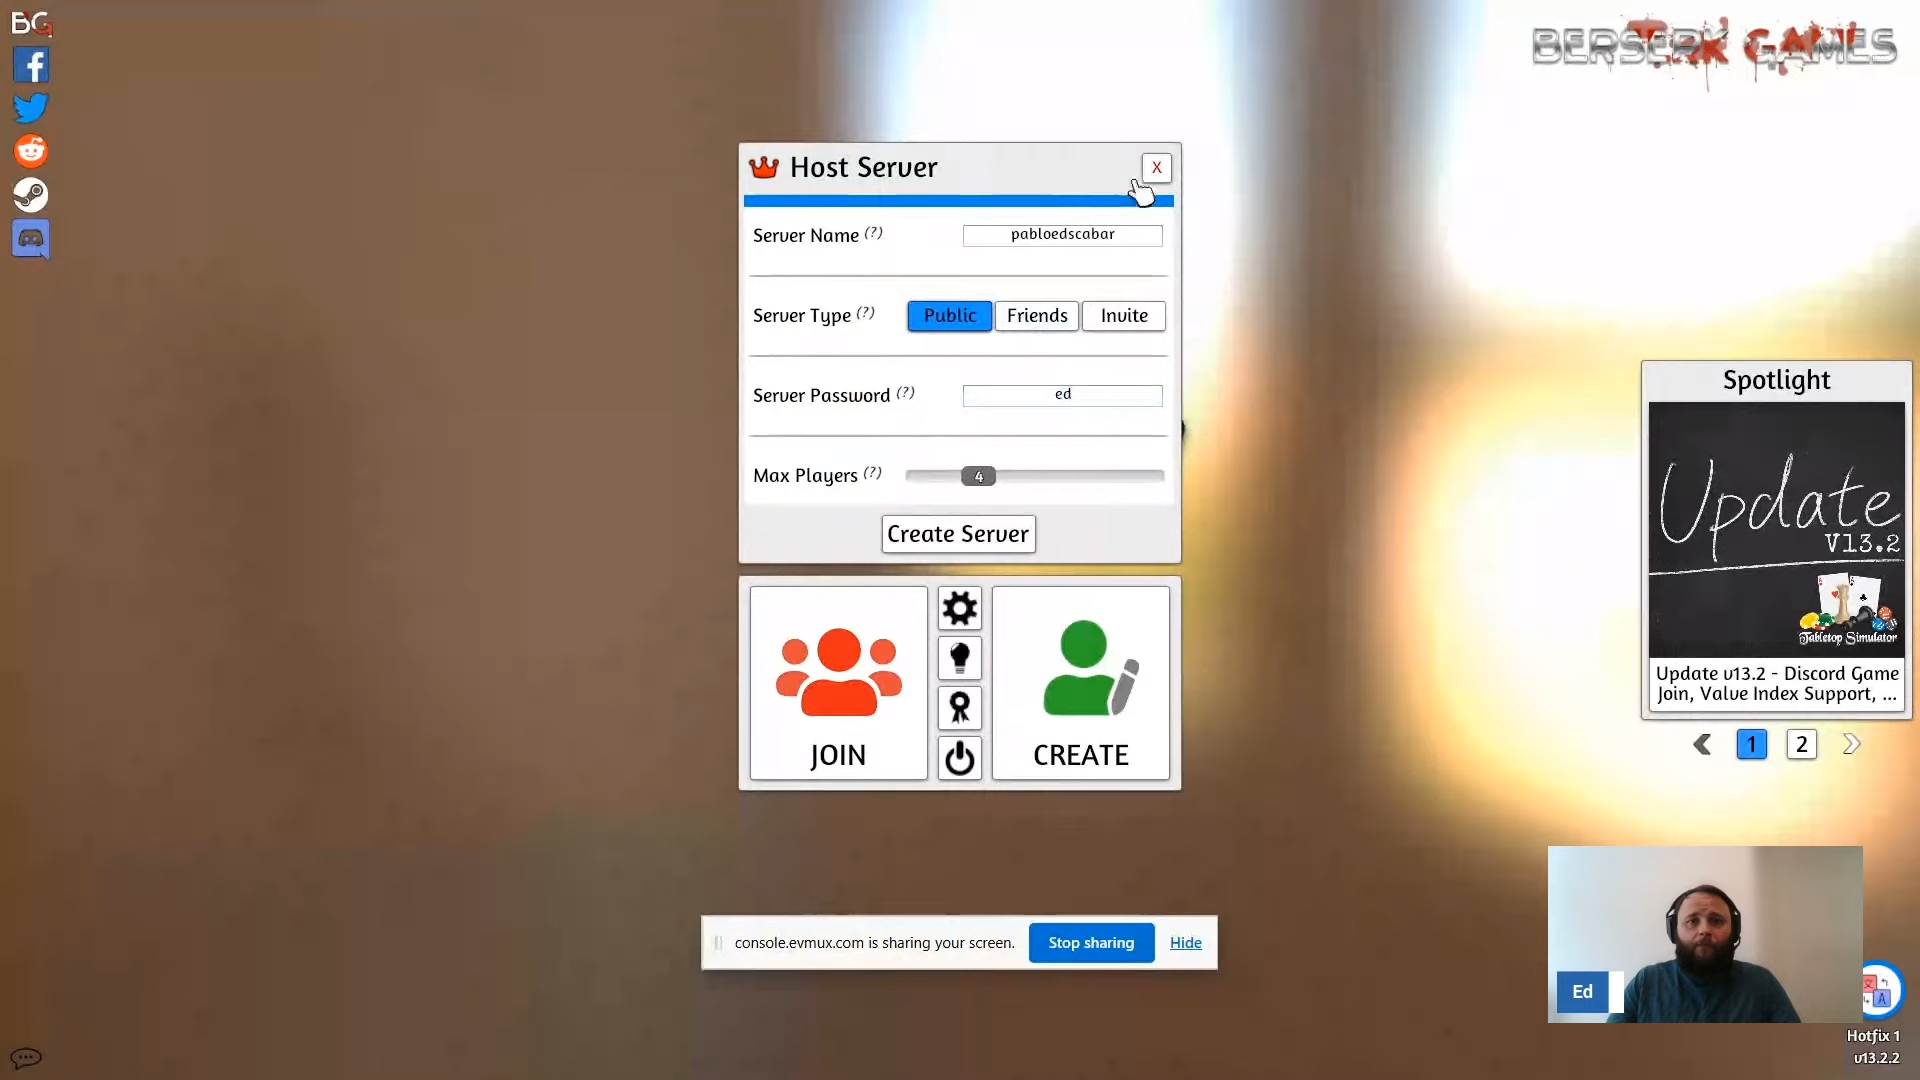 BG
BERSERK GAMES
Host Server
X
Server Name (?)
pabloedscabar
Server Type (?)
Public
Friends
Invite
Server Password (?)
ed
Max Players (?)
4
Create Server
JOIN
CREATE
Spotlight
Update
V13.2
Tabletop Simulator
Update v13.2 - Discord Game
Join, Value Index Support, ...
1
2
console.evmux.com is sharing your screen.
Stop sharing
Hide
Ed
文
A
Hotfix 1
v13.2.2